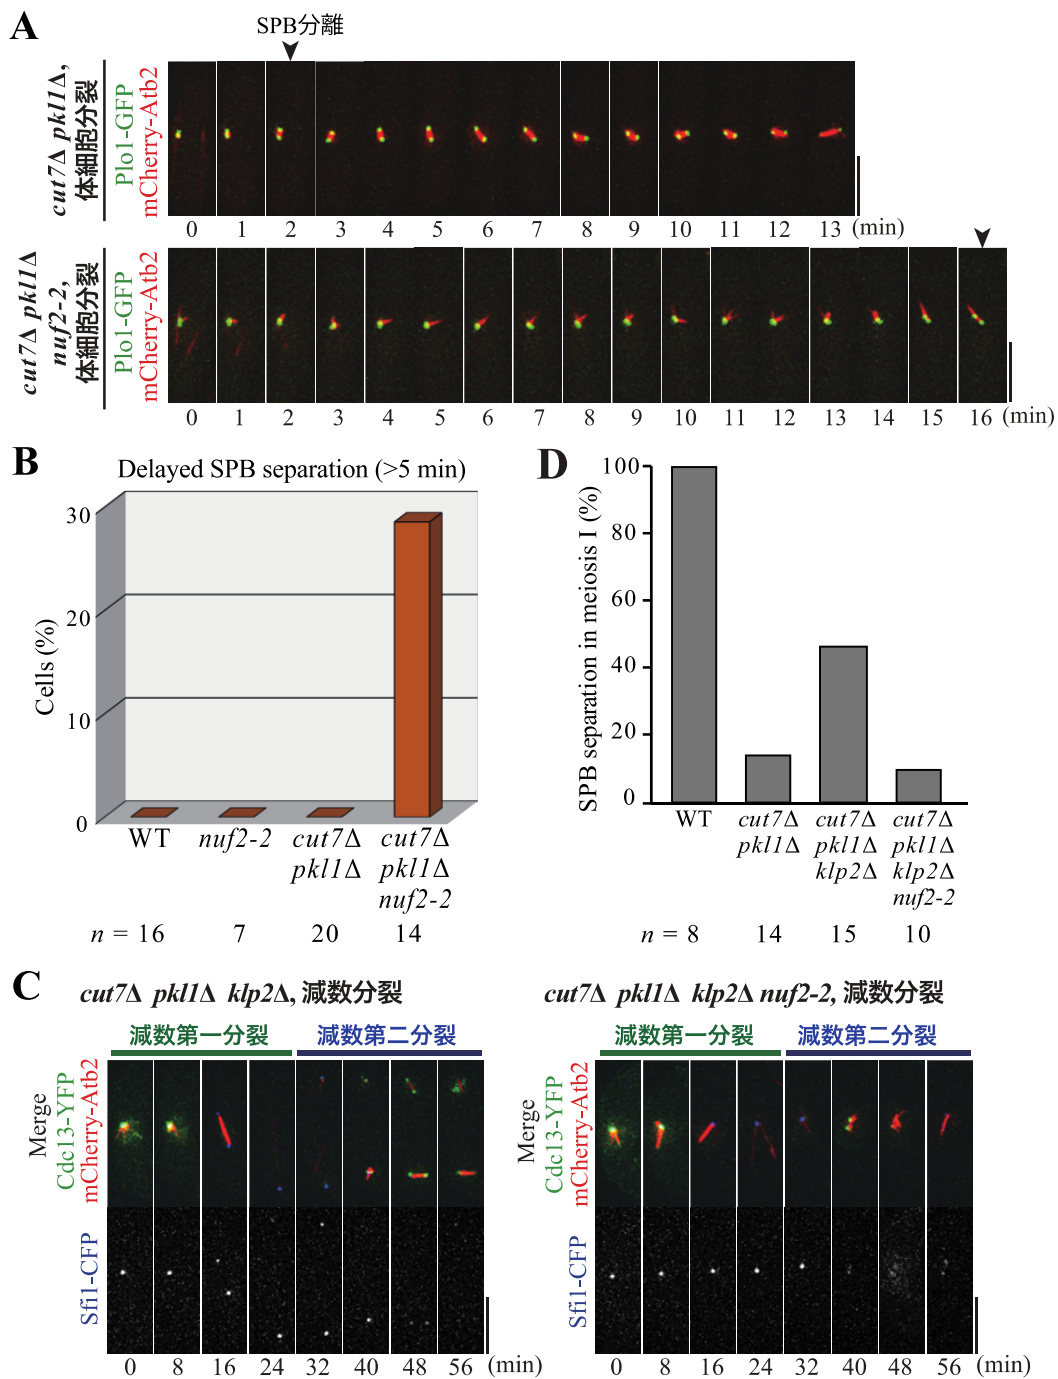 A
SPB分離
cut7Δ pkl1Δ,
体細胞分裂
Plo1-GFP
mCherry-Atb2
0 1 2 3 4 5 6 7 8 9 10 11 12 13 (min)
cut7Δ pkl1Δ
nuf2-2,
体細胞分裂
Plo1-GFP
mCherry-Atb2
0 1 2 3 4 5 6 7 8 9 10 11 12 13 14 15 16 (min)
B
Delayed SPB separation (>5 min)
Cells (%)
30
20
10
0
WT nuf2-2 cut7Δ cut7Δ
pkl1Δ pkl1Δ
nuf2-2
n = 16 7 20 14
D
SPB separation in meiosis I (%)
100
80
60
40
20
0
WT cut7Δ cut7Δ cut7Δ
pkl1Δ pkl1Δ pkl1Δ
klp2Δ klp2Δ
nuf2-2
n = 8 14 15 10
C
cut7Δ pkl1Δ klp2Δ, 減数分裂
減数第一分裂 減数第二分裂
Merge
Cdc13-YFP
mCherry-Atb2
Sfi1-CFP
0 8 16 24 32 40 48 56 (min)
cut7Δ pkl1Δ klp2Δ nuf2-2, 減数分裂
減数第一分裂 減数第二分裂
Merge
Cdc13-YFP
mCherry-Atb2
Sfi1-CFP
0 8 16 24 32 40 48 56 (min)